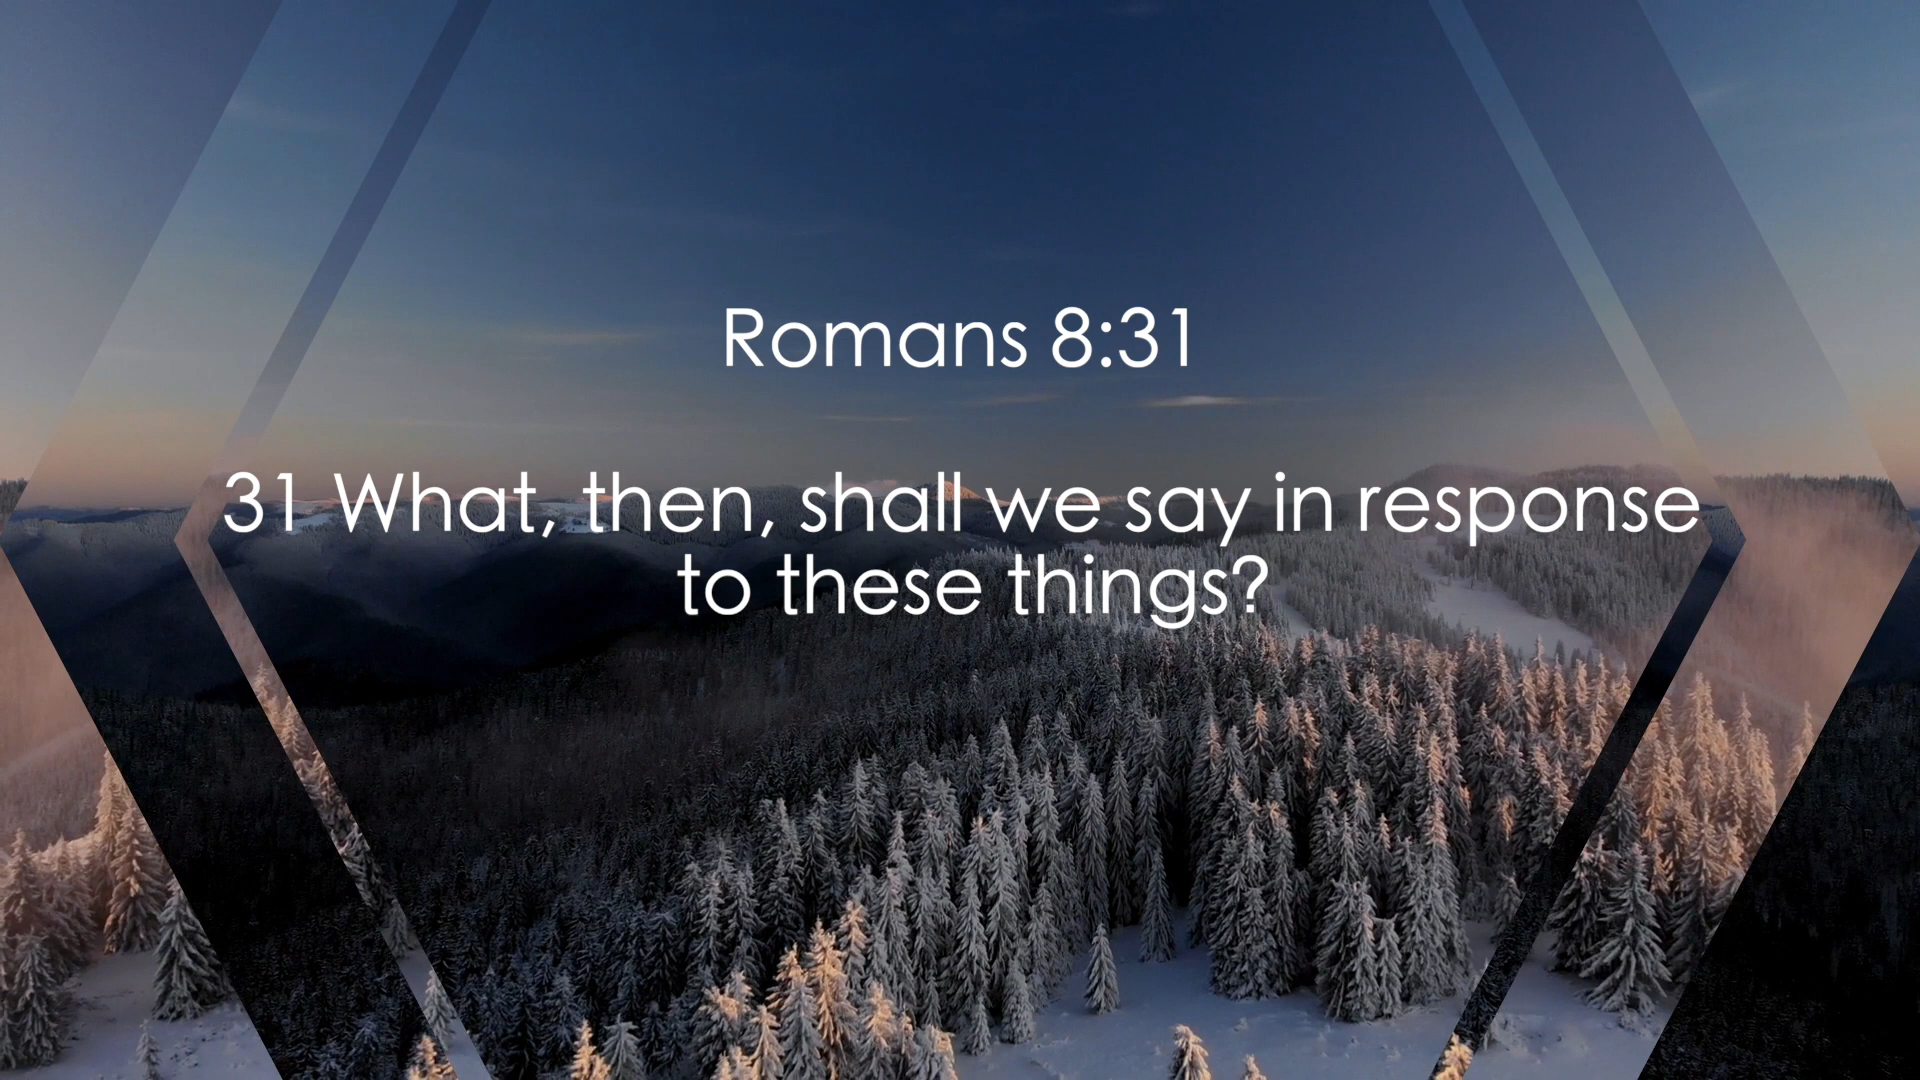 Romans 8:31
31 What, then, shall we say in response
to these things?